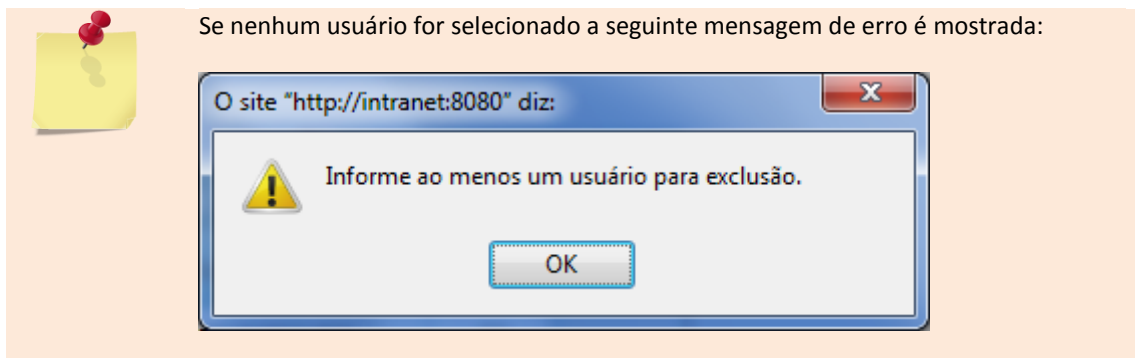 Se nenhum usuário for selecionado a seguinte mensagem de erro é mostrada:
O site "http://intranet:8080" diz:
Informe ao menos um usuário para exclusão.
OK